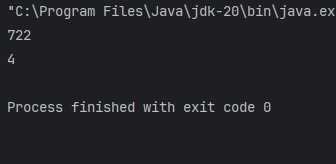 "C:\Program Files\Java\jdk-20\bin\java.ex
722
4
Process finished with exit code 0